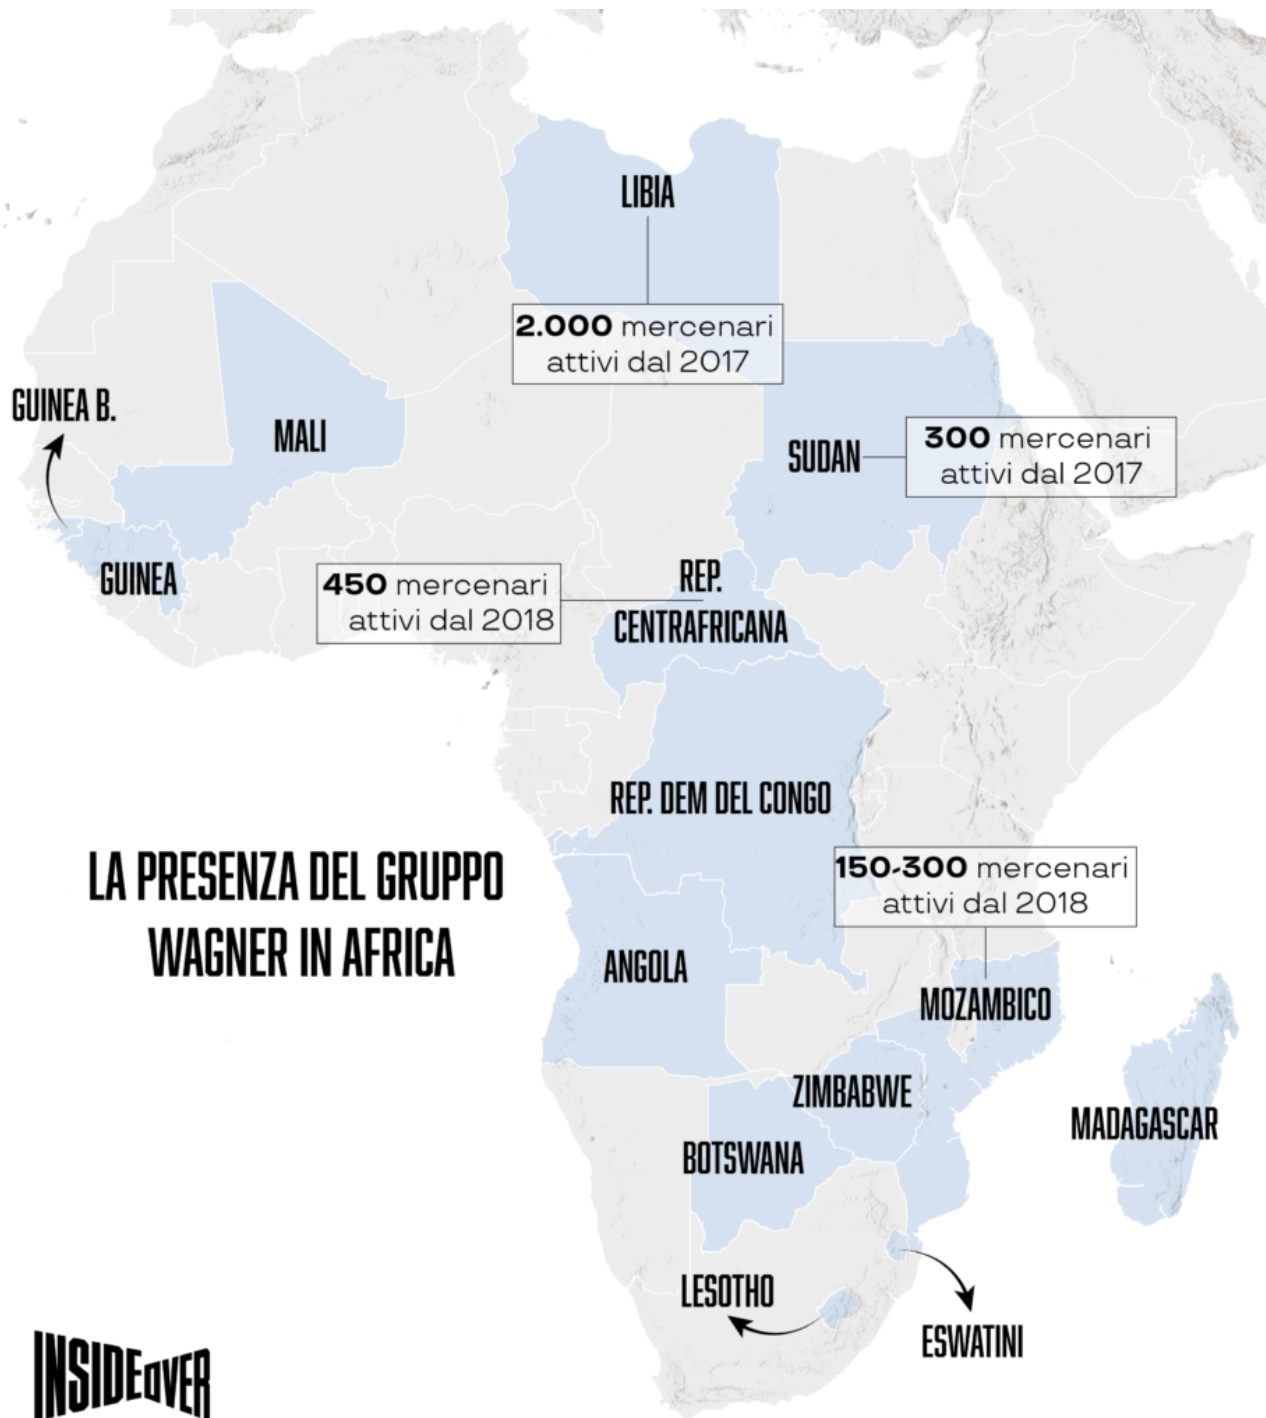 LIBIA
2.000 mercenari
attivi dal 2017
GUINEA B.
MALI
SUDAN
300 mercenari
attivi dal 2017
GUINEA
450 mercenari
attivi dal 2018
REP.
CENTRAFRICANA
REP. DEM DEL CONGO
LA PRESENZA DEL GRUPPO
WAGNER IN AFRICA
150-300 mercenari
attivi dal 2018
ANGOLA
MOZAMBICO
ZIMBABWE
MADAGASCAR
BOTSWANA
LESOTHO
ESWATINI
INSIDEOVER